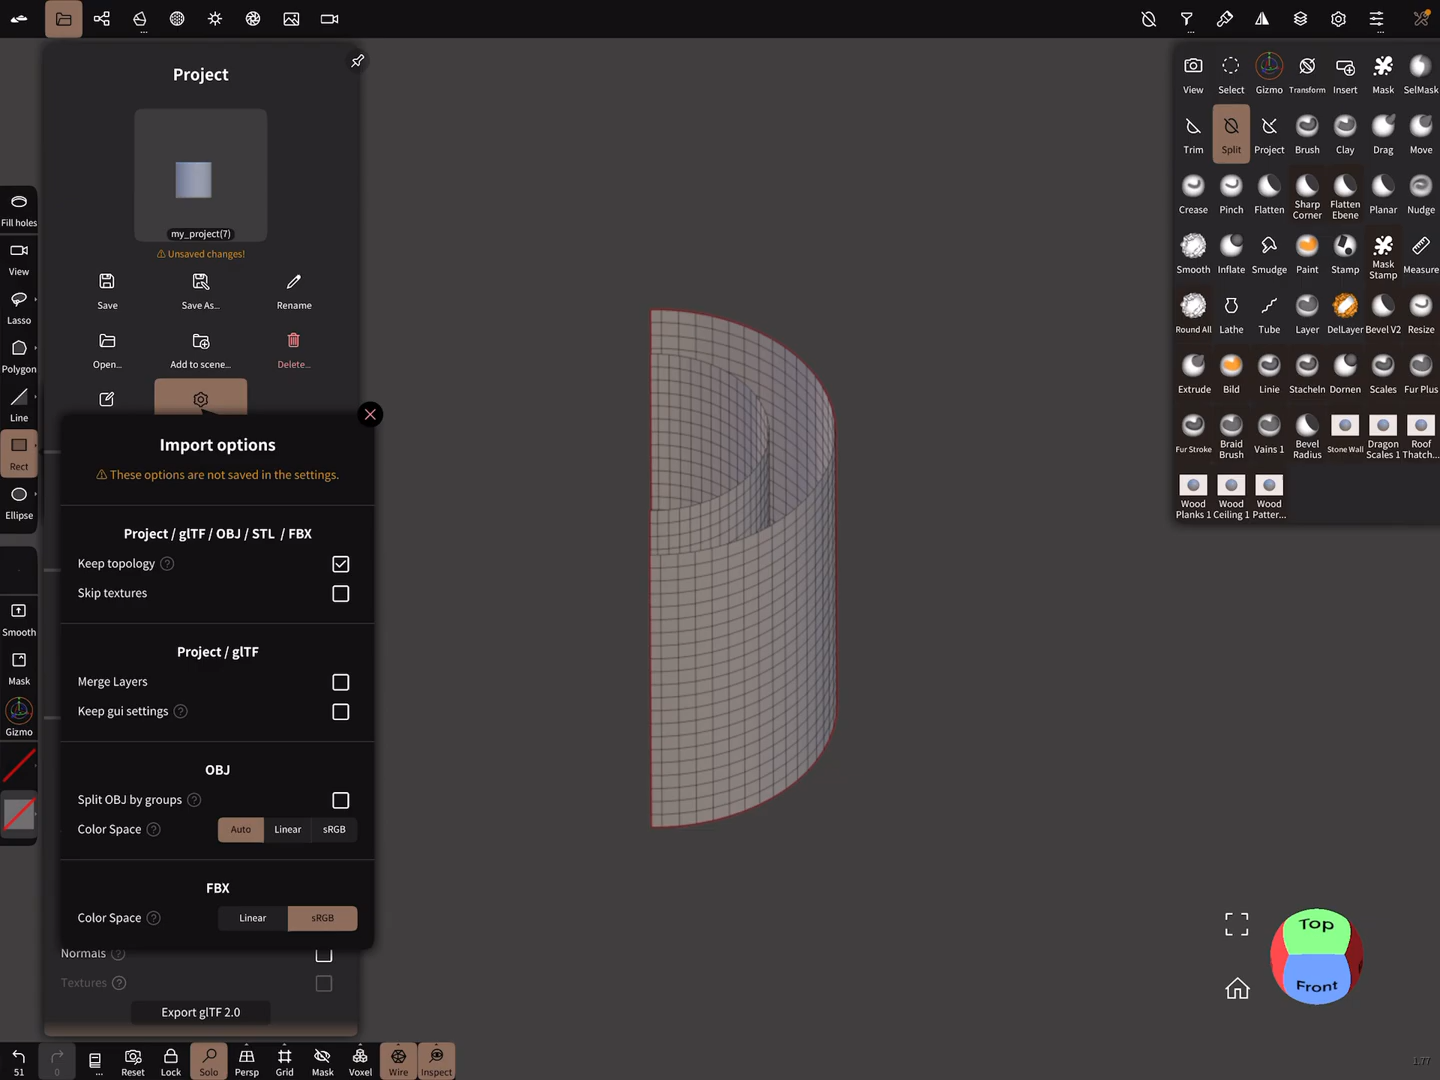 Project
my_project(7)
Unsaved changes!
Save
Save As...
Rename
Open...
Add to scene...
Delete...
Import options
These options are not saved in the settings.
Project / glTF / OBJ / STL / FBX
Keep topology ?
Skip textures
Project / glTF
Merge Layers
Keep gui settings ?
OBJ
Split OBJ by groups ?
Color Space ?
Auto
Linear
sRGB
FBX
Color Space ?
Linear
sRGB
Normals ?
Textures ?
Export glTF 2.0
Fill holes
View
Lasso
Polygon
Line
Rect
Ellipse
Smooth
Mask
Gizmo
51
0
...
Reset
Lock
Solo
Persp
Grid
Mask
Voxel
Wire
Inspect
View
Select
Gizmo
Transform
Insert
Mask
SelMask
Trim
Split
Project
Brush
Clay
Drag
Move
Crease
Pinch
Flatten
Sharp Corner
Flatten Ebene
Planar
Nudge
Smooth
Inflate
Smudge
Paint
Stamp
Mask Stamp
Measure
Round All
Lathe
Tube
Layer
DelLayer
Bevel V2
Resize
Extrude
Bild
Linie
Stacheln
Dornen
Scales
Fur Plus
Fur Stroke
Braid Brush
Vains 1
Bevel Radius
Stone Wall
Dragon Scales 1
Roof Thatch...
Wood Planks 1
Wood Ceiling 1
Wood Patter...
Top
Front
1.77